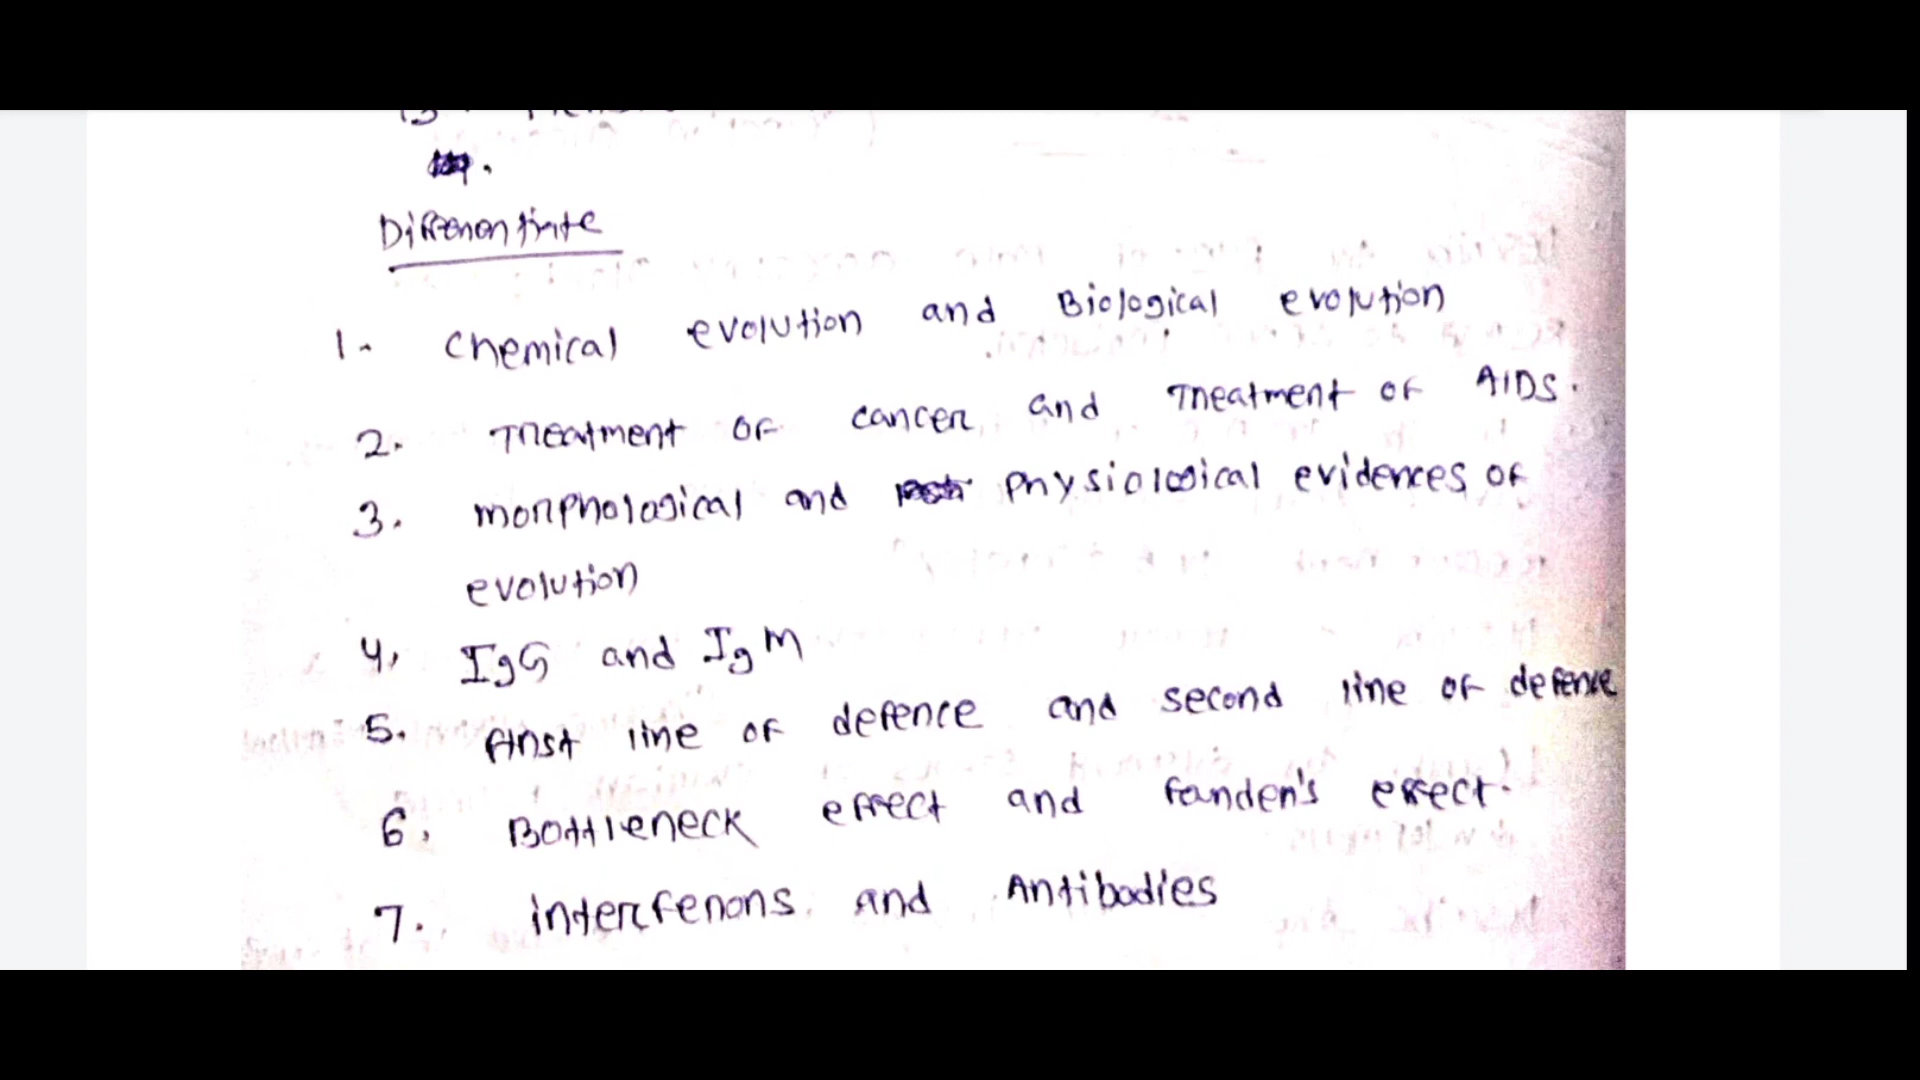 Differentiate
1. Chemical evolution and Biological evolution
2. Treatment of cancer and Treatment of AIDS.
3. morphological and physiological evidences of
evolution
4. IgG and IgM
5. first line of defence and second line of defence
6. Bottleneck effect and founder's effect.
7. interferons and Antibodies